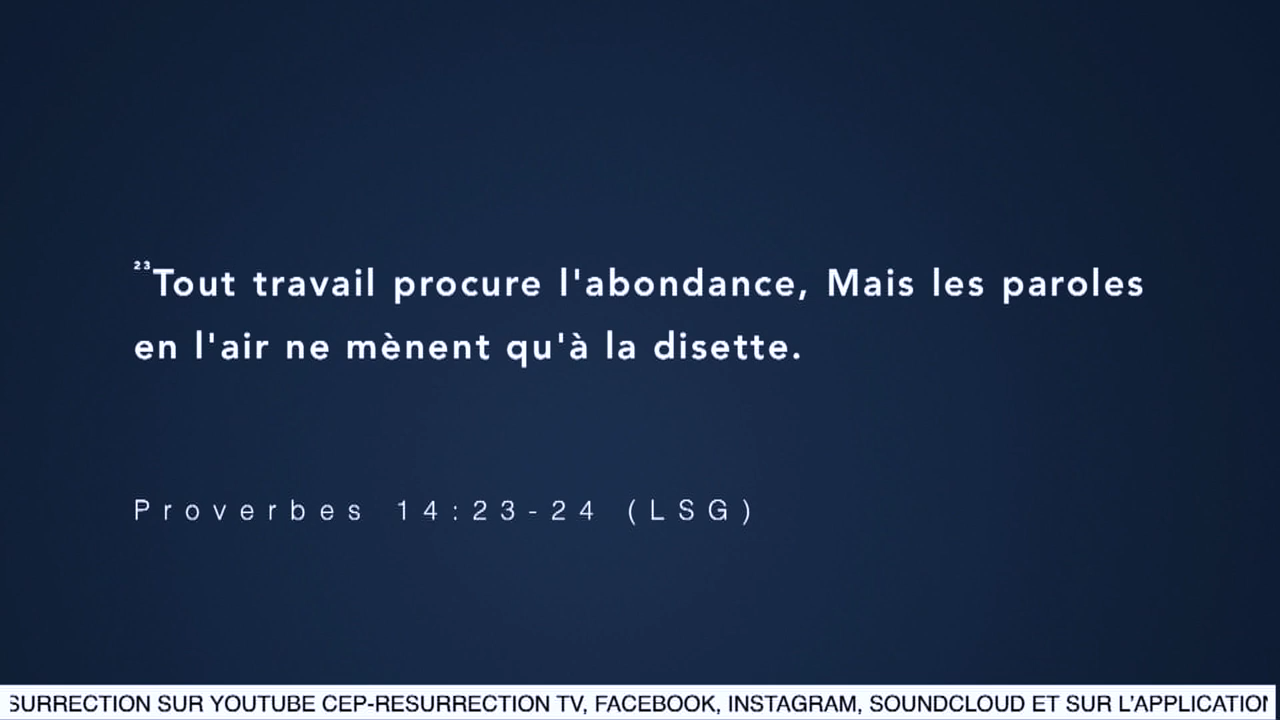 ²³Tout travail procure l'abondance, Mais les paroles
en l'air ne mènent qu'à la disette.
Proverbes 14:23-24 (LSG)
SURRECTION SUR YOUTUBE CEP-RESURRECTION TV, FACEBOOK, INSTAGRAM, SOUNDCLOUD ET SUR L'APPLICATION